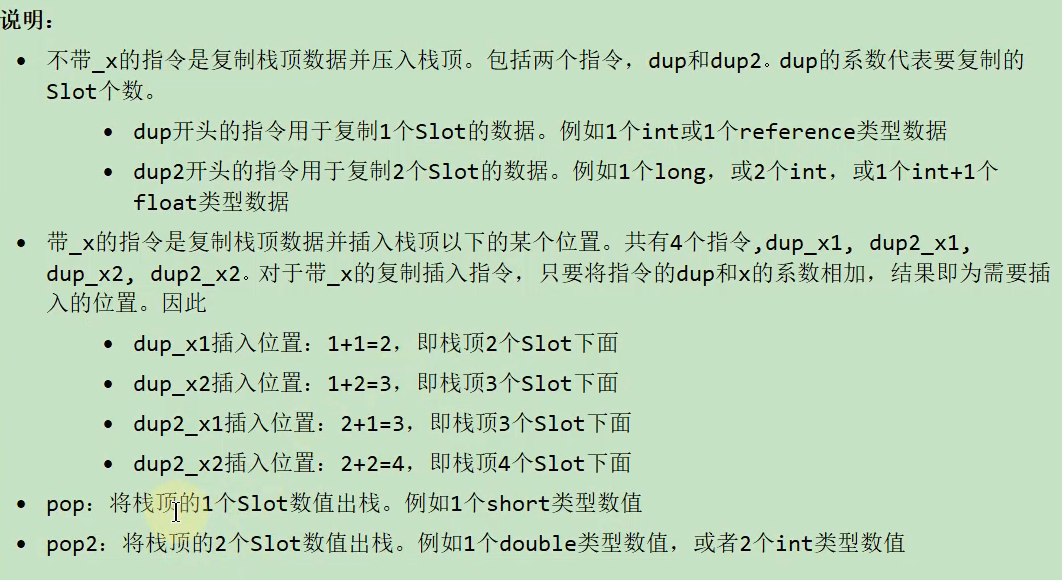 说明：
不带_x的指令是复制栈顶数据并压入栈顶。包括两个指令，dup和dup2。dup的系数代表要复制的
Slot个数。
dup开头的指令用于复制1个Slot的数据。例如1个int或1个reference类型数据
dup2开头的指令用于复制2个Slot的数据。例如1个long，或2个int，或1个int+1个
float类型数据
带_x的指令是复制栈顶数据并插入栈顶以下的某个位置。共有4个指令,dup_x1, dup2_x1,
dup_x2, dup2_x2。对于带_x的复制插入指令，只要将指令的dup和x的系数相加，结果即为需要插
入的位置。因此
dup_x1插入位置：1+1=2，即栈顶2个Slot下面
dup_x2插入位置：1+2=3，即栈顶3个Slot下面
dup2_x1插入位置：2+1=3，即栈顶3个Slot下面
dup2_x2插入位置：2+2=4，即栈顶4个Slot下面
pop：将栈顶的1个Slot数值出栈。例如1个short类型数值
pop2：将栈顶的2个Slot数值出栈。例如1个double类型数值，或者2个int类型数值